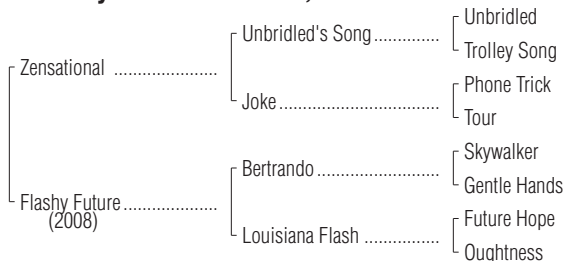 Unbridled
Unbridled's Song ..............
Trolley Song
Zensational .....................
Phone Trick
Joke ..................................
Tour
Skywalker
Bertrando ..........................
Gentle Hands
Flashy Future ...................
(2008)
Future Hope
Louisiana Flash ................
Oughtness